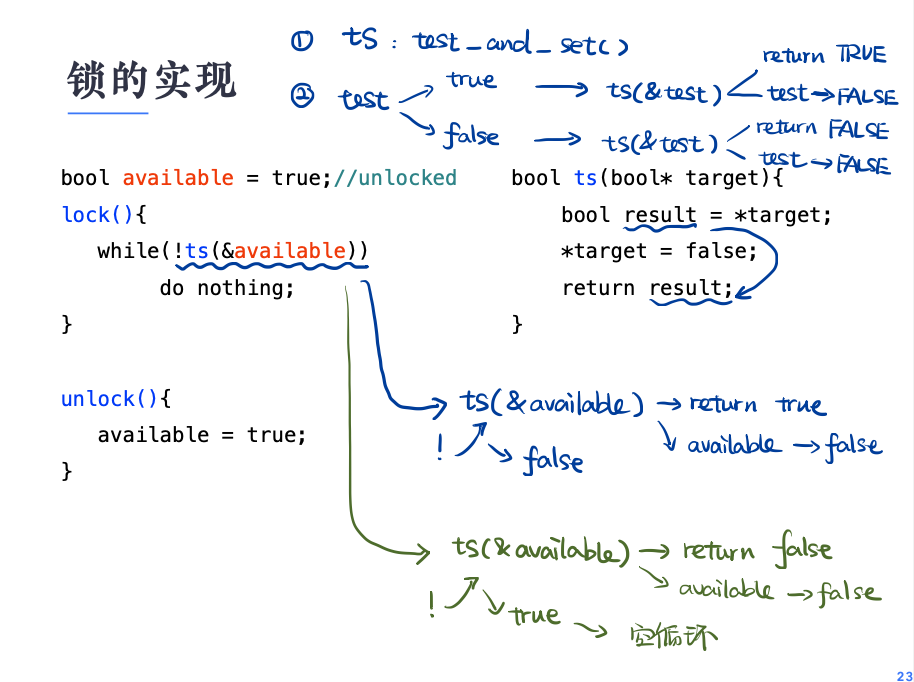 ① ts : test_and_set()
锁的实现
② test
true → ts(&test)
return TRUE
test → FALSE
false → ts(&test)
return FALSE
test → FALSE
bool available = true;//unlocked
lock(){
while(!ts(&available))
do nothing;
}
unlock(){
available = true;
}
bool ts(bool* target){
bool result = *target;
*target = false;
return result;
}
ts(&available) → return true
available → false
! false
ts(&available) → return false
available → false
! true → 空循环
23